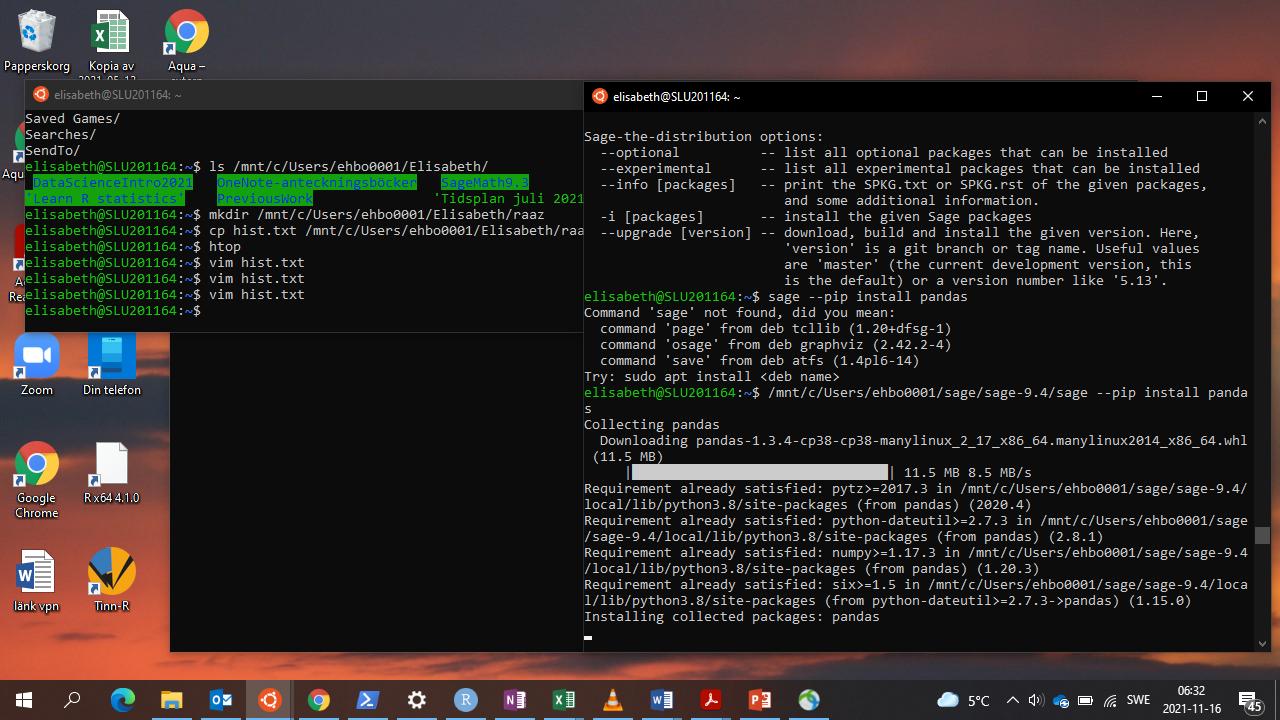 Papperskorg
Kopia av
2021-05-12
Aqua –
elisabeth@SLU201164: ~
Saved Games/
Searches/
SendTo/
elisabeth@SLU201164:~$ ls /mnt/c/Users/ehbo0001/Elisabeth/
DataScienceIntro2021 OneNote-anteckningsböcker SageMath9.3
'Learn R statistics' PreviousWork 'Tidsplan juli 2021
elisabeth@SLU201164:~$ mkdir /mnt/c/Users/ehbo0001/Elisabeth/raaz
elisabeth@SLU201164:~$ cp hist.txt /mnt/c/Users/ehbo0001/Elisabeth/raa
elisabeth@SLU201164:~$ htop
elisabeth@SLU201164:~$ vim hist.txt
elisabeth@SLU201164:~$ vim hist.txt
elisabeth@SLU201164:~$ vim hist.txt
elisabeth@SLU201164:~$
elisabeth@SLU201164: ~
Sage-the-distribution options:
--optional -- list all optional packages that can be installed
--experimental -- list all experimental packages that can be installed
--info [packages] -- print the SPKG.txt or SPKG.rst of the given packages,
and some additional information.
-i [packages] -- install the given Sage packages
--upgrade [version] -- download, build and install the given version. Here,
'version' is a git branch or tag name. Useful values
are 'master' (the current development version, this
is the default) or a version number like '5.13'.
elisabeth@SLU201164:~$ sage --pip install pandas
Command 'sage' not found, did you mean:
command 'page' from deb tcllib (1.20+dfsg-1)
command 'osage' from deb graphviz (2.42.2-4)
command 'save' from deb atfs (1.4pl6-14)
Try: sudo apt install <deb name>
elisabeth@SLU201164:~$ /mnt/c/Users/ehbo0001/sage/sage-9.4/sage --pip install panda
s
Collecting pandas
Downloading pandas-1.3.4-cp38-cp38-manylinux_2_17_x86_64.manylinux2014_x86_64.whl
(11.5 MB)
| | 11.5 MB 8.5 MB/s
Requirement already satisfied: pytz>=2017.3 in /mnt/c/Users/ehbo0001/sage/sage-9.4/
local/lib/python3.8/site-packages (from pandas) (2020.4)
Requirement already satisfied: python-dateutil>=2.7.3 in /mnt/c/Users/ehbo0001/sage
/sage-9.4/local/lib/python3.8/site-packages (from pandas) (2.8.1)
Requirement already satisfied: numpy>=1.17.3 in /mnt/c/Users/ehbo0001/sage/sage-9.4
/local/lib/python3.8/site-packages (from pandas) (1.20.3)
Requirement already satisfied: six>=1.5 in /mnt/c/Users/ehbo0001/sage/sage-9.4/loca
l/lib/python3.8/site-packages (from python-dateutil>=2.7.3->pandas) (1.15.0)
Installing collected packages: pandas
Zoom
Din telefon
Google
Chrome
R x64 4.1.0
länk vpn
Tinn-R
5°C
SWE
06:32
2021-11-16
45